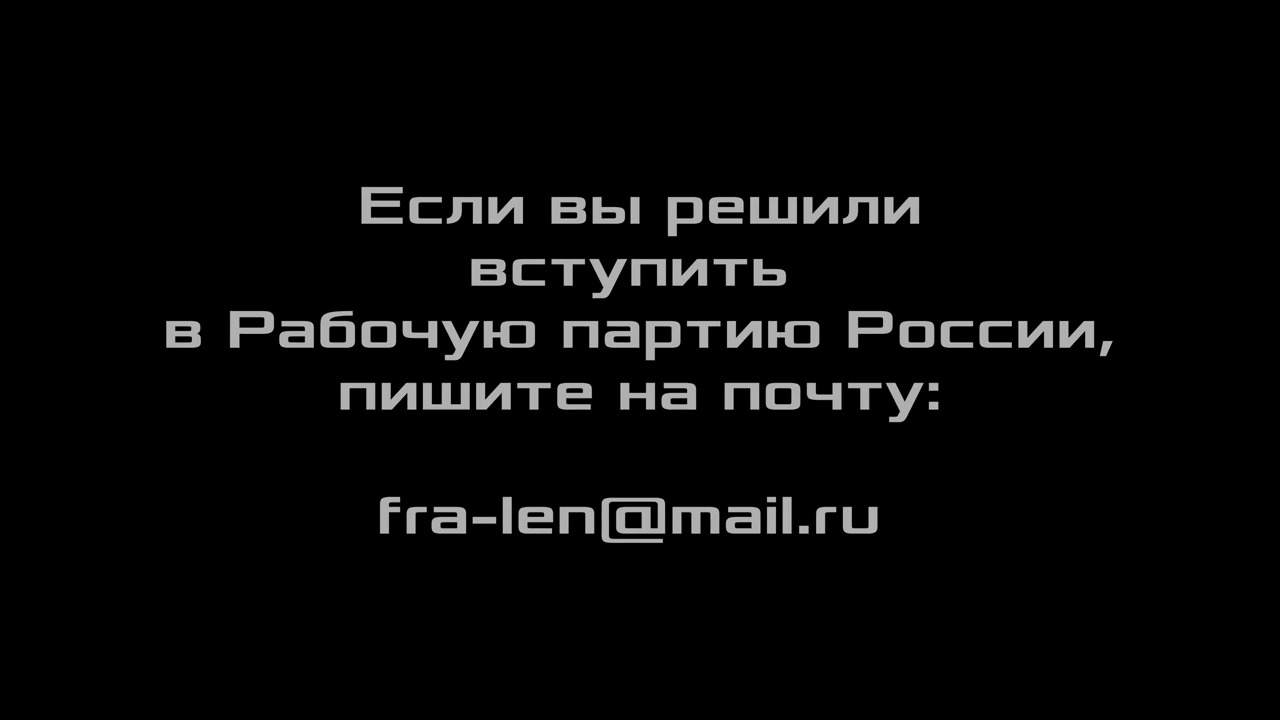 Если вы решили
вступить
в Рабочую партию России,
пишите на почту:
fra-len@mail.ru